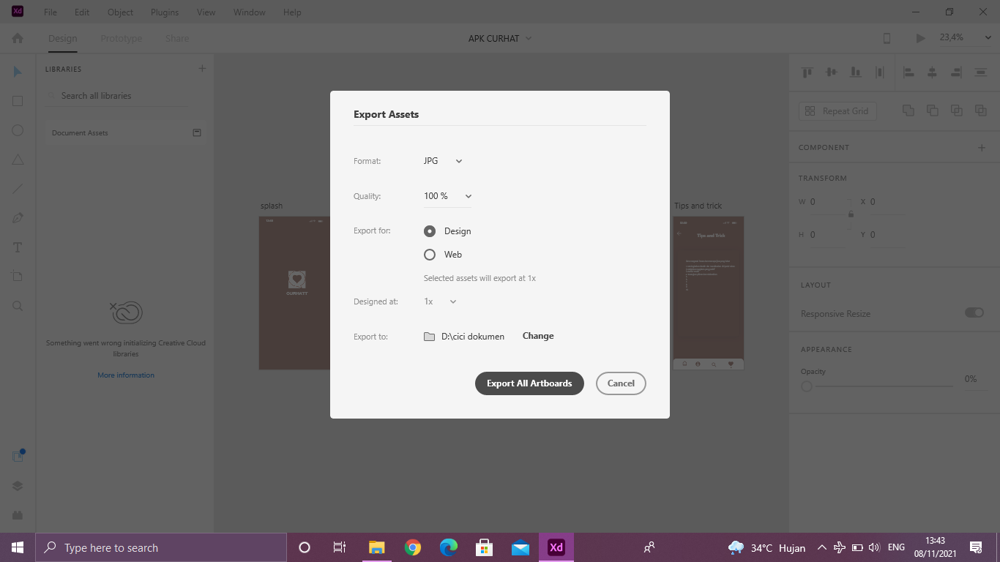 Xd File Edit Object Plugins View Window Help
Design Prototype Share
APK CURHAT
23,4%
LIBRARIES
Search all libraries
Document Assets
Something went wrong initializing Creative Cloud
libraries
More information
splash
CURHATT
Export Assets
Format: JPG
Quality: 100 %
Export for: Design
Web
Selected assets will export at 1x
Designed at: 1x
Export to: D:\cici dokumen Change
Export All Artboards Cancel
Tips and trick
Tips and Trick
Repeat Grid
COMPONENT
TRANSFORM
W 0 X 0
H 0 Y 0
LAYOUT
Responsive Resize
APPEARANCE
Opacity
0%
Type here to search
Xd
34°C Hujan
ENG
13:43
08/11/2021